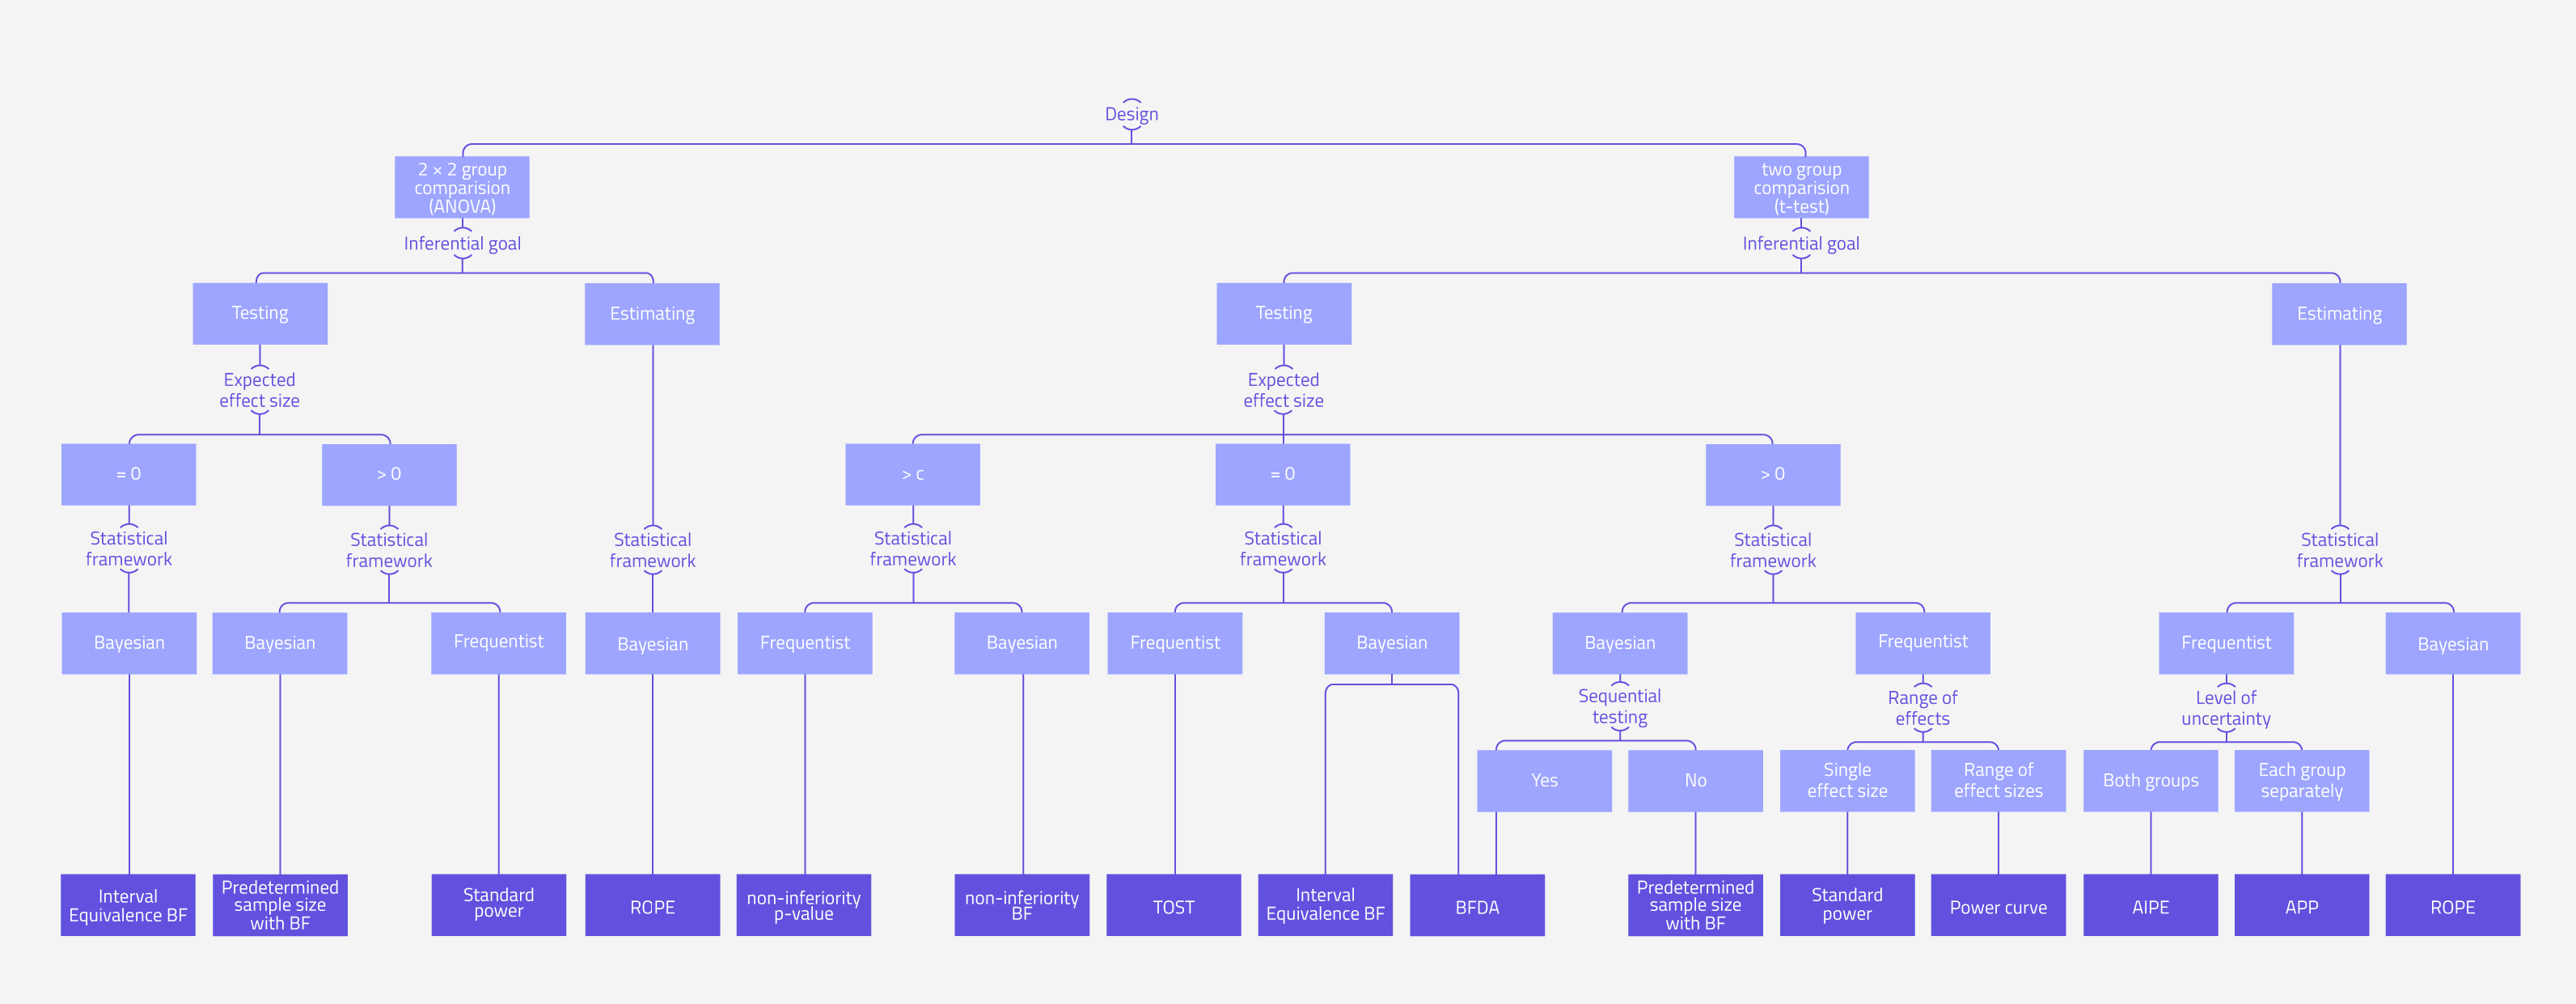 Design
2 × 2 group
comparision
(ANOVA)
two group
comparision
(t-test)
Inferential goal
Inferential goal
Testing
Estimating
Testing
Estimating
Expected
effect size
Expected
effect size
= 0
> 0
> c
= 0
> 0
Statistical
framework
Statistical
framework
Statistical
framework
Statistical
framework
Statistical
framework
Statistical
framework
Statistical
framework
Bayesian
Bayesian
Frequentist
Bayesian
Frequentist
Bayesian
Frequentist
Bayesian
Bayesian
Frequentist
Frequentist
Bayesian
Sequential
testing
Range of
effects
Level of
uncertainty
Yes
No
Single
effect size
Range of
effect sizes
Both groups
Each group
separately
Interval
Equivalence BF
Predetermined
sample size
with BF
Standard
power
ROPE
non-inferiority
p-value
non-inferiority
BF
TOST
Interval
Equivalence BF
BFDA
Predetermined
sample size
with BF
Standard
power
Power curve
AIPE
APP
ROPE